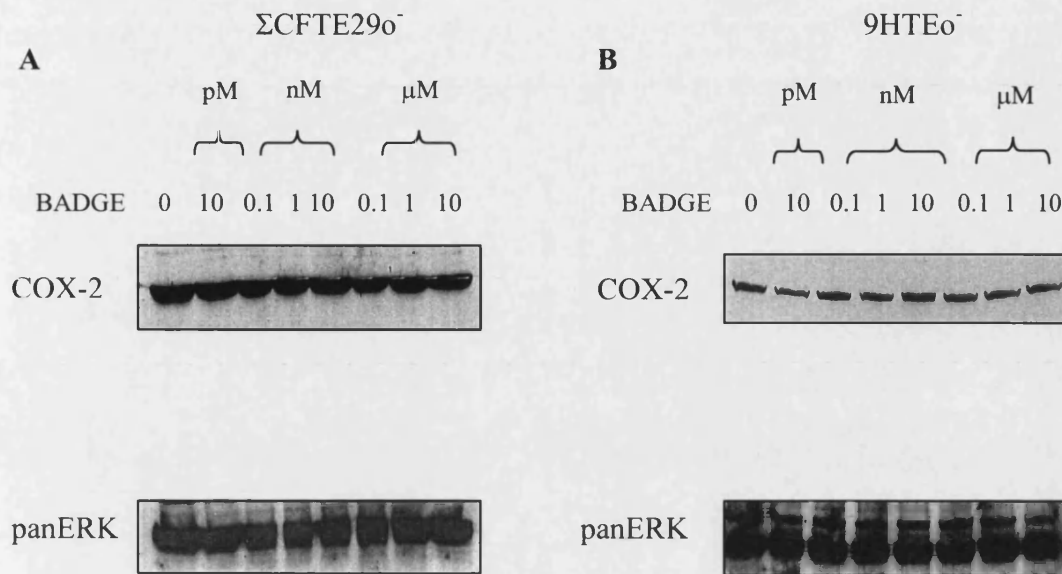 ΣCFTE29o⁻
A
pM nM μM
BADGE 0 10 0.1 1 10 0.1 1 10
COX-2
panERK
9HTEo⁻
B
pM nM μM
BADGE 0 10 0.1 1 10 0.1 1 10
COX-2
panERK